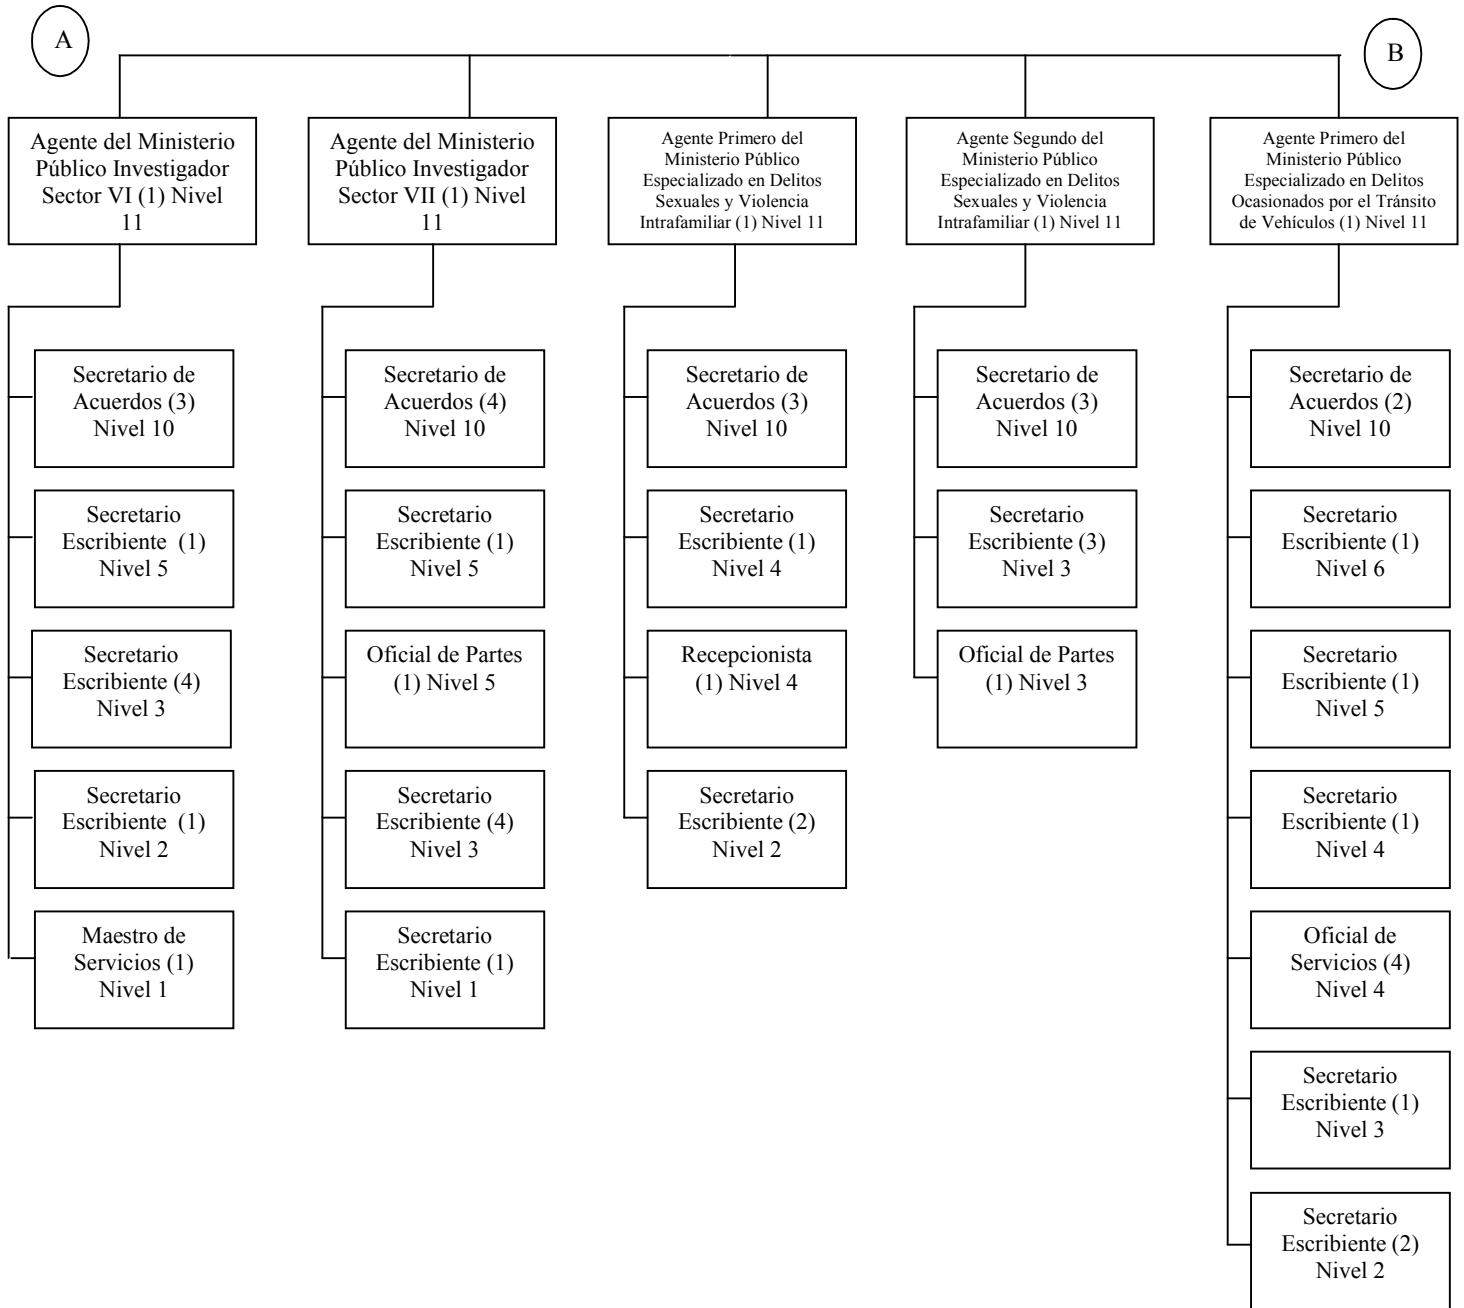 A
B
Agente del Ministerio
Público Investigador
Sector VI (1) Nivel
11
Agente del Ministerio
Público Investigador
Sector VII (1) Nivel
11
Agente Primero del
Ministerio Público
Especializado en Delitos
Sexuales y Violencia
Intrafamiliar (1) Nivel 11
Agente Segundo del
Ministerio Público
Especializado en Delitos
Sexuales y Violencia
Intrafamiliar (1) Nivel 11
Agente Primero del
Ministerio Público
Especializado en Delitos
Ocasionados por el Tránsito
de Vehículos (1) Nivel 11
Secretario de
Acuerdos (3)
Nivel 10
Secretario
Escribiente (1)
Nivel 5
Secretario
Escribiente (4)
Nivel 3
Secretario
Escribiente (1)
Nivel 2
Maestro de
Servicios (1)
Nivel 1
Secretario de
Acuerdos (4)
Nivel 10
Secretario
Escribiente (1)
Nivel 5
Oficial de Partes
(1) Nivel 5
Secretario
Escribiente (4)
Nivel 3
Secretario
Escribiente (1)
Nivel 1
Secretario de
Acuerdos (3)
Nivel 10
Secretario
Escribiente (1)
Nivel 4
Recepcionista
(1) Nivel 4
Secretario
Escribiente (2)
Nivel 2
Secretario de
Acuerdos (3)
Nivel 10
Secretario
Escribiente (3)
Nivel 3
Oficial de Partes
(1) Nivel 3
Secretario de
Acuerdos (2)
Nivel 10
Secretario
Escribiente (1)
Nivel 6
Secretario
Escribiente (1)
Nivel 5
Secretario
Escribiente (1)
Nivel 4
Oficial de
Servicios (4)
Nivel 4
Secretario
Escribiente (1)
Nivel 3
Secretario
Escribiente (2)
Nivel 2